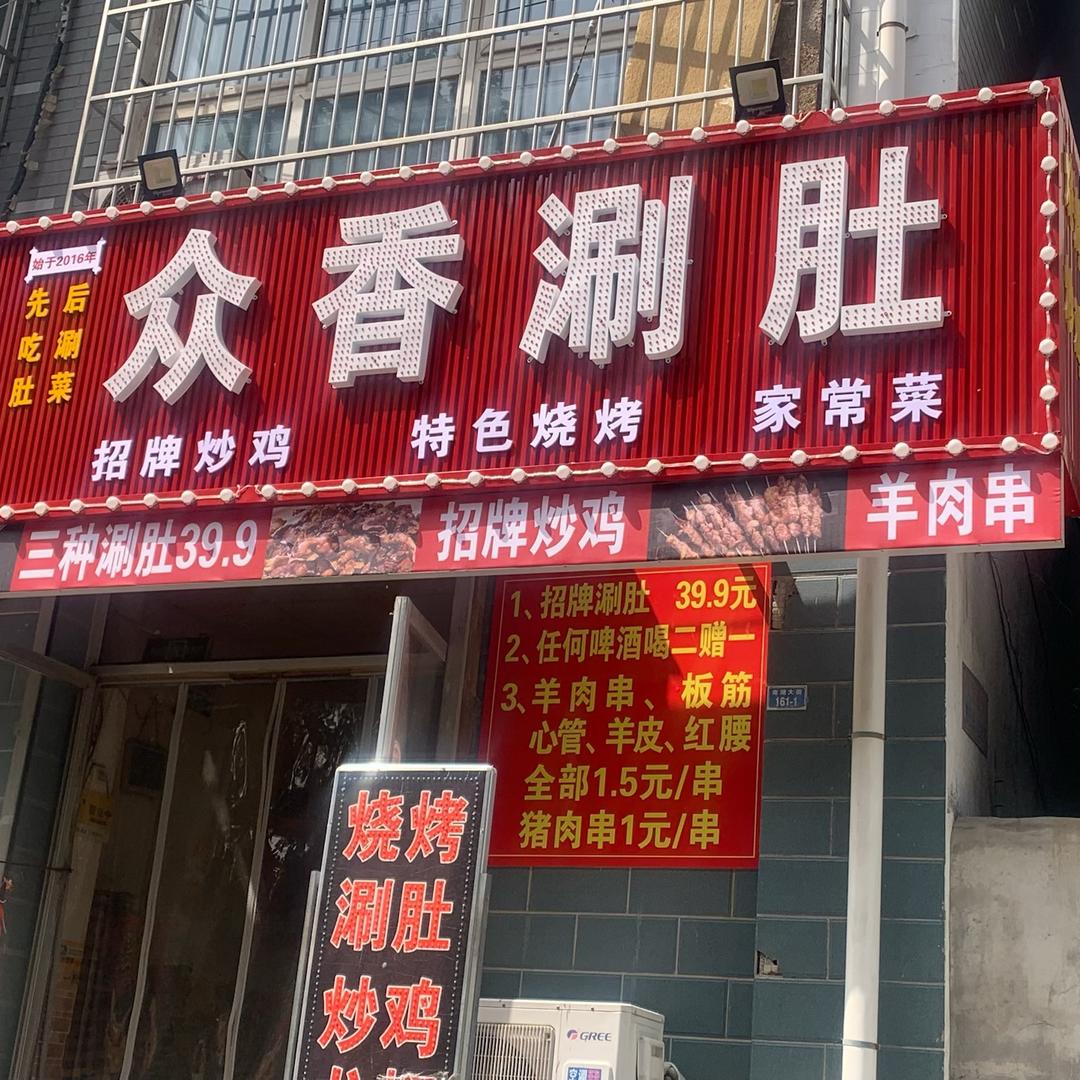 始于2016年
先吃肚
后涮菜
众香涮肚
招牌炒鸡 特色烧烤 家常菜
三种涮肚39.9 招牌炒鸡 羊肉串
1、招牌涮肚 39.9元
2、任何啤酒喝二赠一
3、羊肉串、板筋
心管、羊皮、红腰
全部1.5元/串
猪肉串1元/串
161-1
烧烤
涮肚
炒鸡
GREE
空调